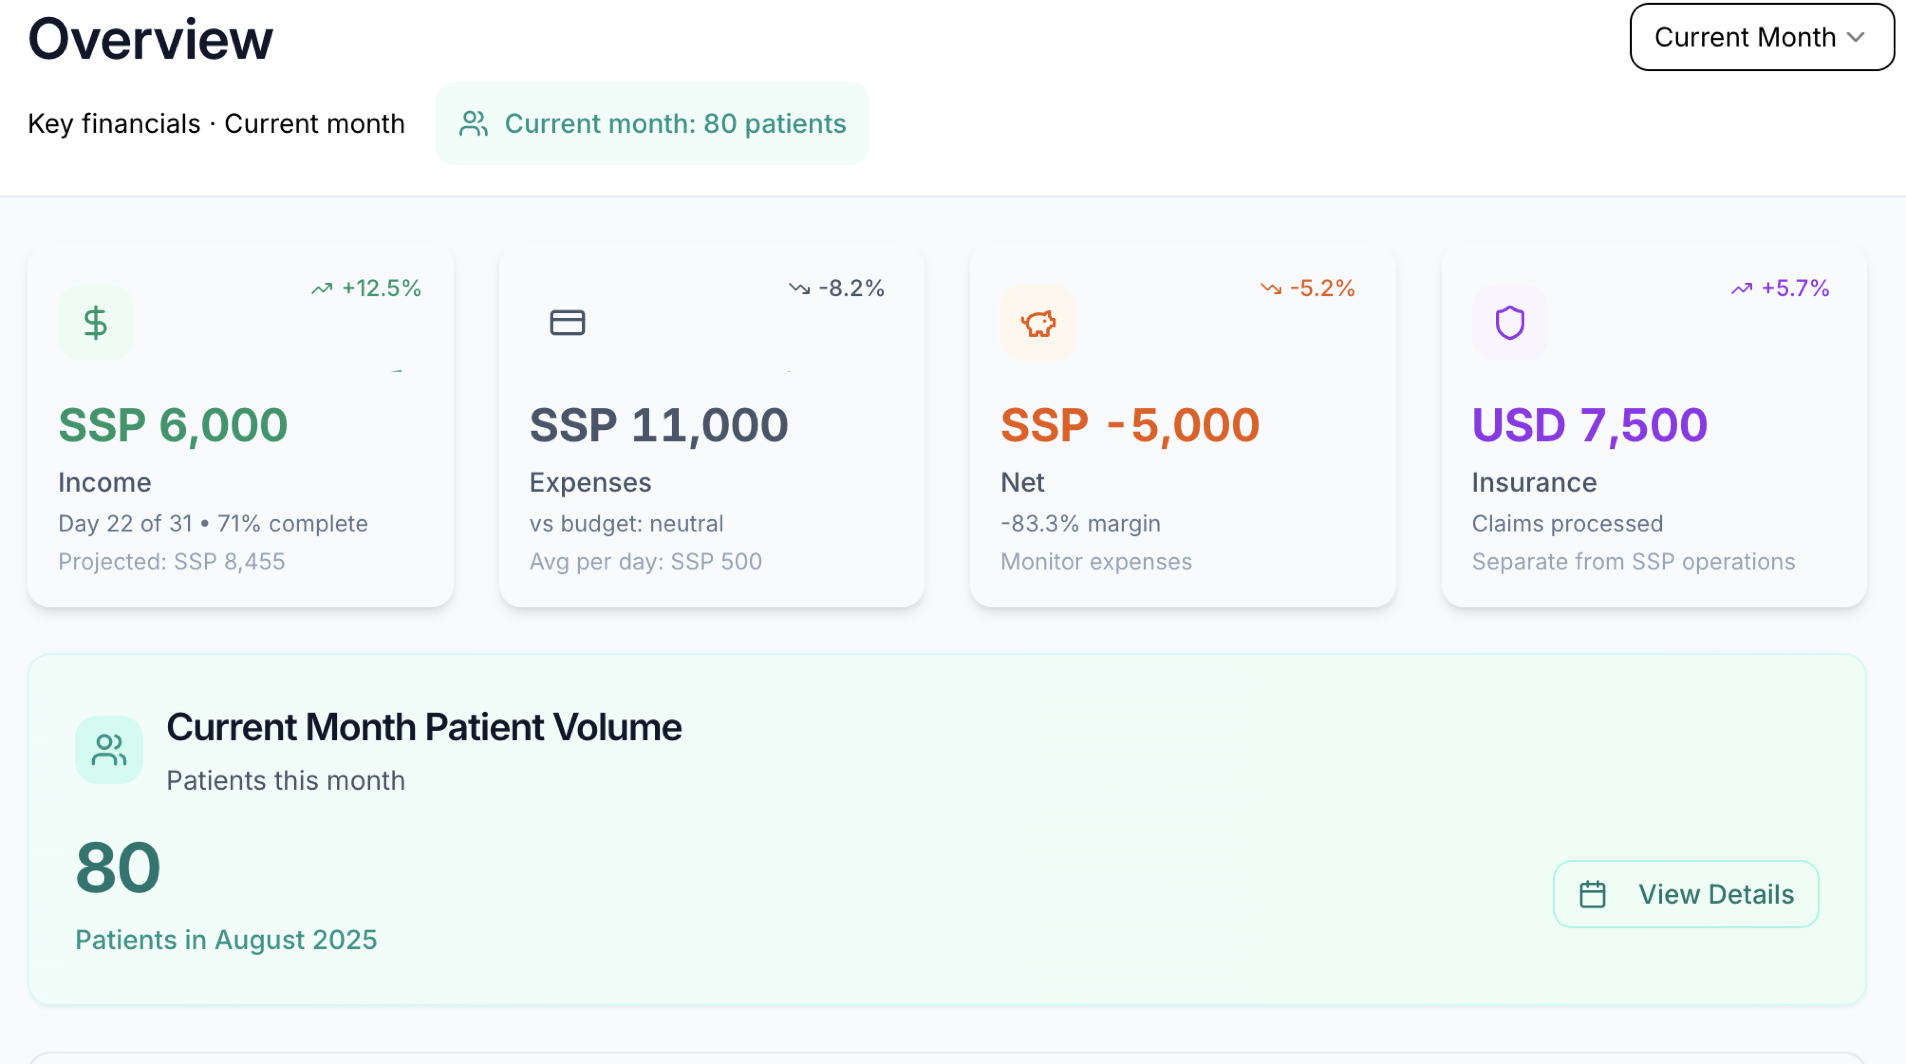 Overview
Current Month
Key financials · Current month
Current month: 80 patients
+12.5%
SSP 6,000
Income
Day 22 of 31 • 71% complete
Projected: SSP 8,455
-8.2%
SSP 11,000
Expenses
vs budget: neutral
Avg per day: SSP 500
-5.2%
SSP -5,000
Net
-83.3% margin
Monitor expenses
+5.7%
USD 7,500
Insurance
Claims processed
Separate from SSP operations
Current Month Patient Volume
Patients this month
80
Patients in August 2025
View Details